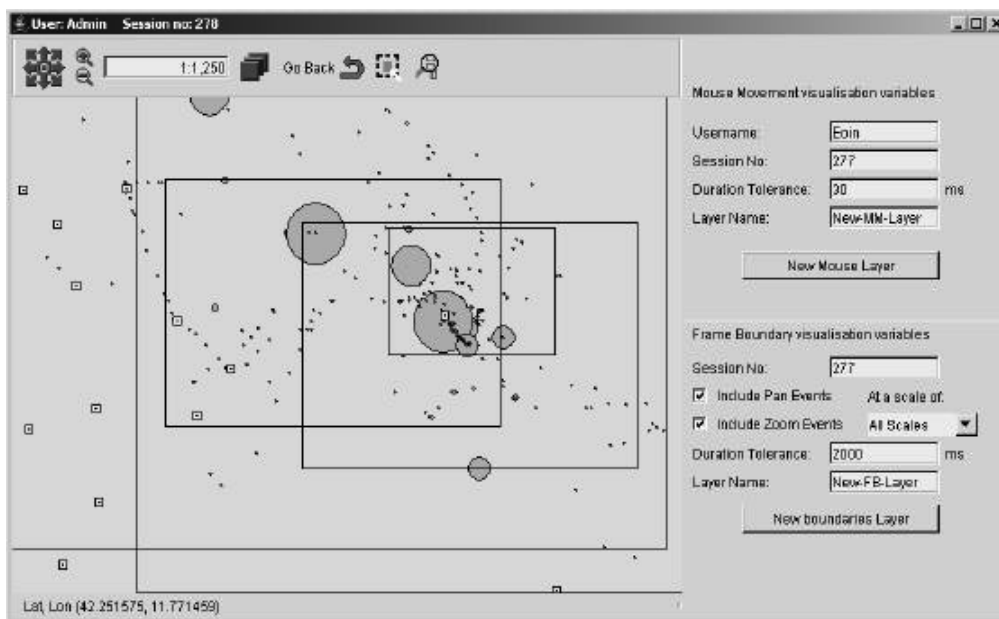 User: Admin Session no: 278
1:1,250 Go Back
Mouse Movement visualisation variables
Username: Eoin
Session No: 277
Duration Tolerance: 30 ms
Layer Name: New-MM-Layer
New Mouse Layer
Frame Boundary visualisation variables
Session No: 277
Include Pan Events At a scale of:
Include Zoom Events All Scales
Duration Tolerance: 2000 ms
Layer Name: New-FB-Layer
New boundaries Layer
Lat, Lon (42.251575, 11.771459)